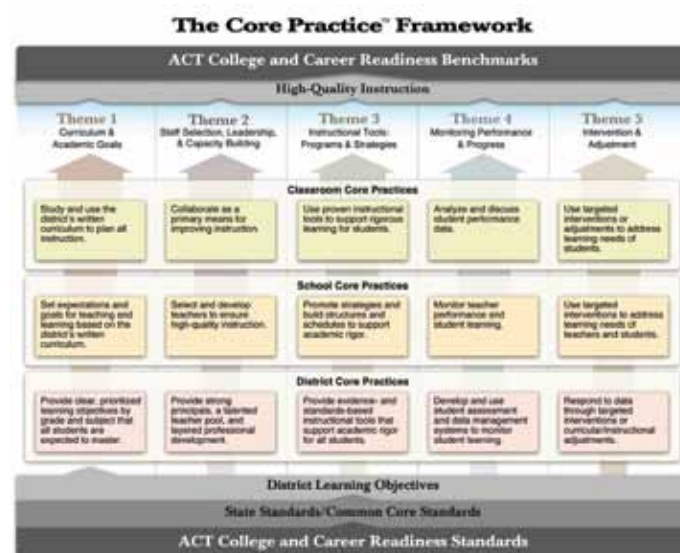 The Core Practice™ Framework
ACT College and Career Readiness Benchmarks
High-Quality Instruction
Theme 1
Curriculum &
Academic Goals
Theme 2
Staff Selection, Leadership,
& Capacity Building
Theme 3
Instructional Tools:
Programs & Strategies
Theme 4
Monitoring Performance
& Progress
Theme 5
Intervention &
Adjustment
Classroom Core Practices
Study and use the
district's written
curriculum to plan all
instruction.
Collaborate as a
primary means for
improving instruction.
Use proven instructional
tools to support rigorous
learning for students.
Analyze and discuss
student performance
data.
Use targeted
interventions or
adjustments to address
learning needs of
students.
School Core Practices
Set expectations and
goals for teaching and
learning based on the
district's written
curriculum.
Select and develop
teachers to ensure
high-quality instruction.
Promote strategies and
build structures and
schedules to support
academic rigor.
Monitor teacher
performance and
student learning.
Use targeted
interventions to address
learning needs of
teachers and students.
District Core Practices
Provide clear, prioritized
learning objectives by
grade and subject that
all students are
expected to master.
Provide strong
principals, a talented
teacher pool, and
layered professional
development.
Provide evidence- and
standards-based
instructional tools that
support academic rigor
for all students.
Develop and use
student assessment
and data management
systems to monitor
student learning.
Respond to data
through targeted
interventions or
curricular/instructional
adjustments.
District Learning Objectives
State Standards/Common Core Standards
ACT College and Career Readiness Standards